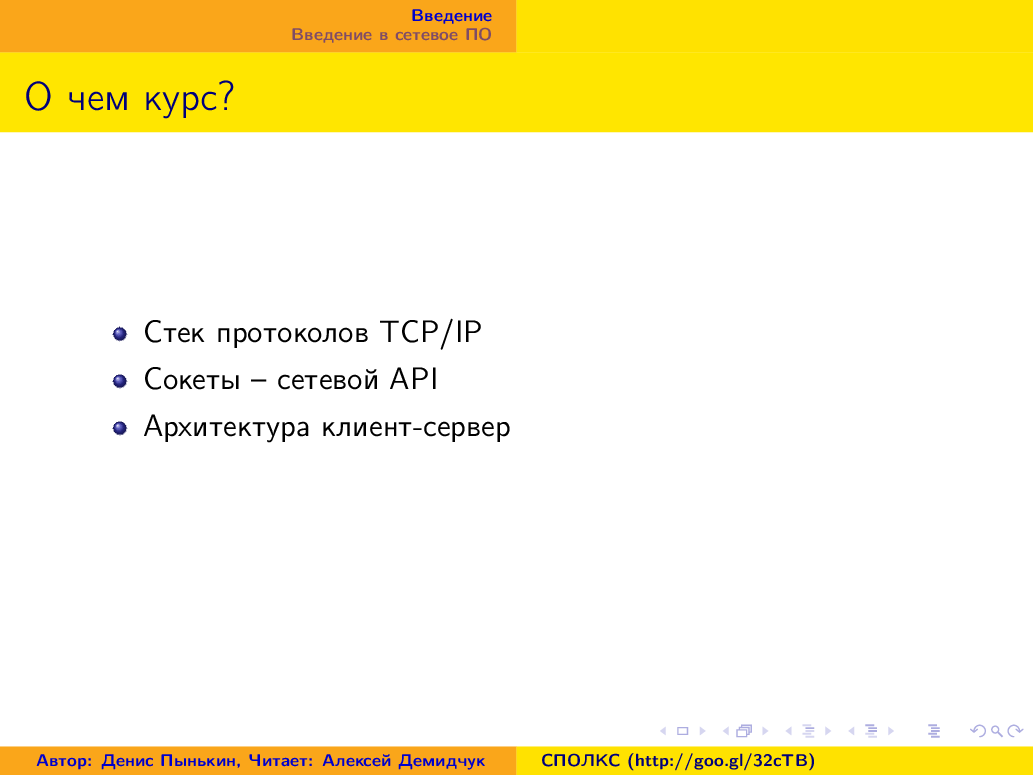 Введение
Введение в сетевое ПО
О чем курс?
Стек протоколов TCP/IP
Сокеты – сетевой API
Архитектура клиент-сервер
Автор: Денис Пынькин, Читает: Алексей Демидчук
СПОЛКС (http://goo.gl/32cTB)